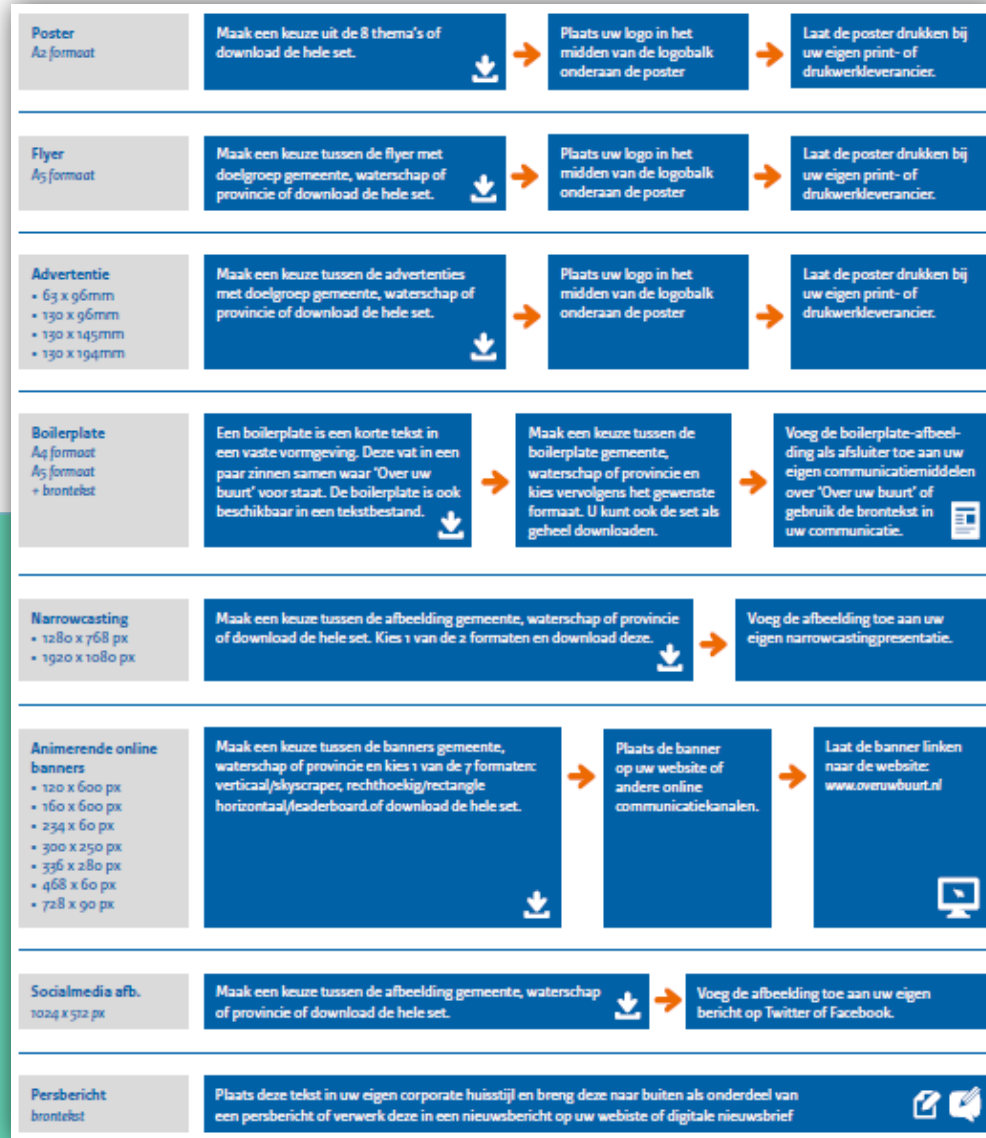 Poster
A2 formaat
Maak een keuze uit de 8 thema's of
download de hele set.
Plaats uw logo in het
midden van de logobalk
onderaan de poster
Laat de poster drukken bij
uw eigen print- of
drukwerkleverancier.
Flyer
A5 formaat
Maak een keuze tussen de flyer met
doelgroep gemeente, waterschap of
provincie of download de hele set.
Plaats uw logo in het
midden van de logobalk
onderaan de poster
Laat de poster drukken bij
uw eigen print- of
drukwerkleverancier.
Advertentie
• 63 x 96mm
• 130 x 96mm
• 130 x 145mm
• 130 x 194mm
Maak een keuze tussen de advertenties
met doelgroep gemeente, waterschap of
provincie of download de hele set.
Plaats uw logo in het
midden van de logobalk
onderaan de poster
Laat de poster drukken bij
uw eigen print- of
drukwerkleverancier.
Boilerplate
A4 formaat
A5 formaat
+ brontekst
Een boilerplate is een korte tekst in
een vaste vormgeving. Deze vat in een
paar zinnen samen waar 'Over uw
buurt' voor staat. De boilerplate is ook
beschikbaar in een tekstbestand.
Maak een keuze tussen de
boilerplate gemeente,
waterschap of provincie en
kies vervolgens het gewenste
formaat. U kunt ook de set als
geheel downloaden.
Voeg de boilerplate-afbeel-
ding als afsluiter toe aan uw
eigen communicatiemiddelen
over 'Over uw buurt' of
gebruik de brontekst in
uw communicatie.
Narrowcasting
• 1280 x 768 px
• 1920 x 1080 px
Maak een keuze tussen de afbeelding gemeente, waterschap of provincie
of download de hele set. Kies 1 van de 2 formaten en download deze.
Voeg de afbeelding toe aan uw
eigen narrowcastingpresentatie.
Animerende online
banners
• 120 x 600 px
• 160 x 600 px
• 234 x 60 px
• 300 x 250 px
• 336 x 280 px
• 468 x 60 px
• 728 x 90 px
Maak een keuze tussen de banners gemeente,
waterschap of provincie en kies 1 van de 7 formaten:
verticaal/skyscraper, rechthoekig/rectangle
horizontaal/leaderboard.of download de hele set.
Plaats de banner
op uw website of
andere online
communicatiekanalen.
Laat de banner linken
naar de website:
www.overuwbuurt.nl
Socialmedia afb.
1024 x 512 px
Maak een keuze tussen de afbeelding gemeente, waterschap
of provincie of download de hele set.
Voeg de afbeelding toe aan uw eigen
bericht op Twitter of Facebook.
Persbericht
brontekst
Plaats deze tekst in uw eigen corporate huisstijl en breng deze naar buiten als onderdeel van
een persbericht of verwerk deze in een nieuwsbericht op uw webiste of digitale nieuwsbrief